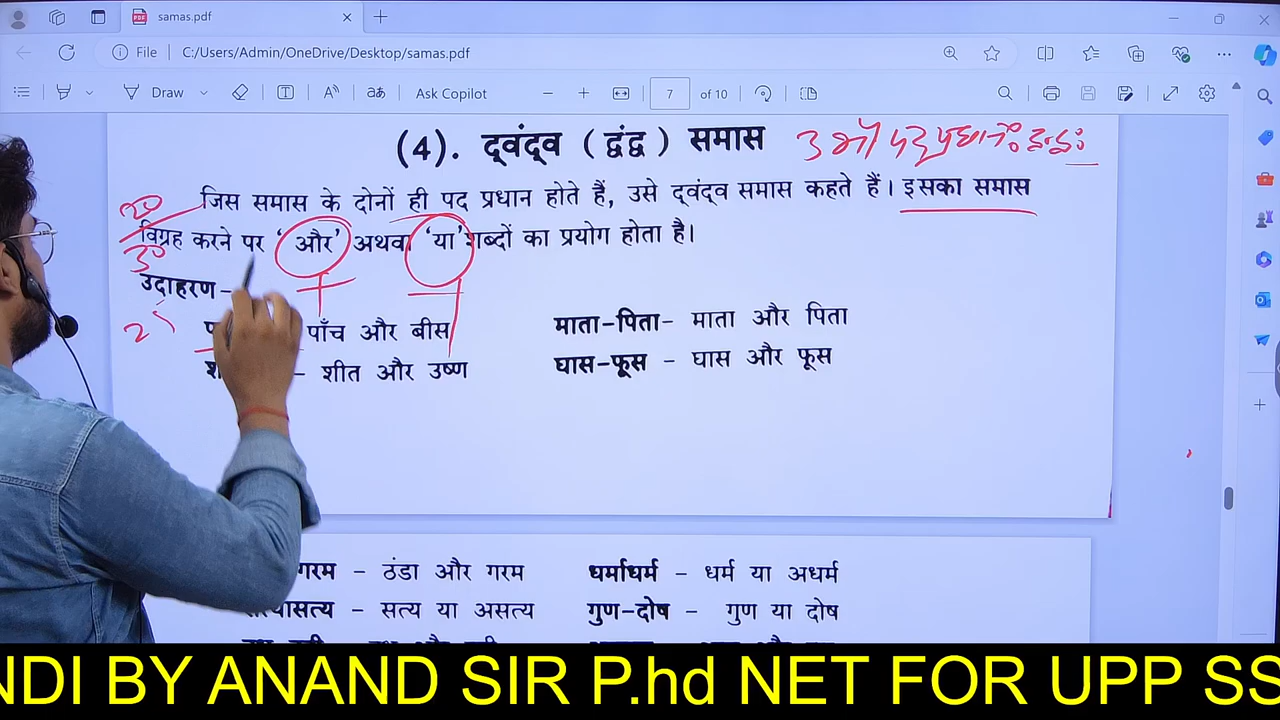 samas.pdf
File C:/Users/Admin/OneDrive/Desktop/samas.pdf
Draw Ask Copilot 7 of 10
(4). द्वंद्व ( द्वंद्व ) समास
जिस समास के दोनों ही पद प्रधान होते हैं, उसे द्वंद्व समास कहते हैं। इसका समास
20
विग्रह करने पर ‘और’ अथवा ‘या’ शब्दों का प्रयोग होता है।
उदाहरण–
पाँच और बीस माता-पिता– माता और पिता
– शीत और उष्ण घास-फूस – घास और फूस
गरम – ठंडा और गरम धर्माधर्म – धर्म या अधर्म
– सत्य या असत्य गुण-दोष – गुण या दोष
NDI BY ANAND SIR P.hd NET FOR UPP SS